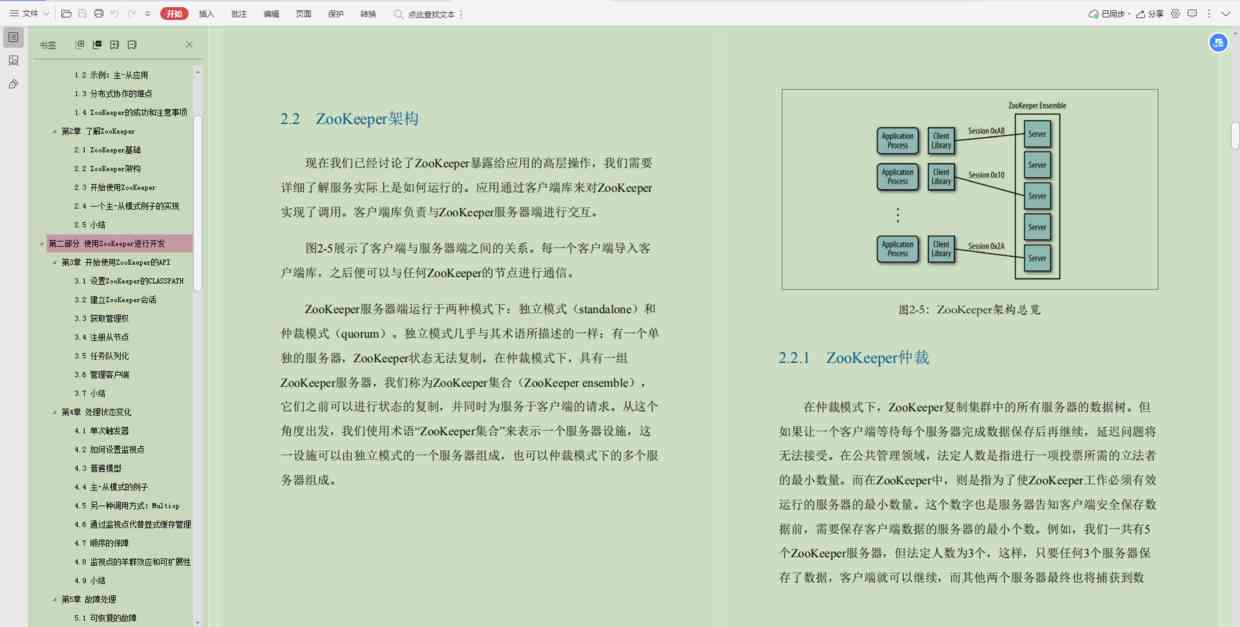 文件
开始
插入
批注
编辑
页面
保护
转换
点此查找文本
已同步
分享
书签
1.2 示例：主-从应用
1.3 分布式协作的难点
1.4 ZooKeeper的成功和注意事项
第2章 了解ZooKeeper
2.1 ZooKeeper基础
2.2 ZooKeeper架构
2.3 开始使用ZooKeeper
2.4 一个主-从模式例子的实现
2.5 小结
第二部分 使用ZooKeeper进行开发
第3章 开始使用ZooKeeper的API
3.1 设置ZooKeeper的CLASSPATH
3.2 建立ZooKeeper会话
3.3 获取管理权
3.4 注册从节点
3.5 任务队列化
3.6 管理客户端
3.7 小结
第4章 处理状态变化
4.1 单次触发器
4.2 如何设置监视点
4.3 普遍模型
4.4 主-从模式的例子
4.5 另一种调用方式：Multiop
4.6 通过监视点代替显式缓存管理
4.7 顺序的保障
4.8 监视点的羊群效应和可扩展性
4.9 小结
第5章 故障处理
5.1 可恢复的故障
2.2 ZooKeeper架构
现在我们已经讨论了ZooKeeper暴露给应用的高层操作，我们需要
详细了解服务实际上是如何运行的。应用通过客户端库来对ZooKeeper
实现了调用。客户端库负责与ZooKeeper服务器端进行交互。
图2-5展示了客户端与服务器端之间的关系。每一个客户端导入客
户端库，之后便可以与任何ZooKeeper的节点进行通信。
ZooKeeper服务器端运行于两种模式下：独立模式（standalone）和
仲裁模式（quorum）。独立模式几乎与其术语所描述的一样：有一个单
独的服务器，ZooKeeper状态无法复制。在仲裁模式下，具有一组
ZooKeeper服务器，我们称为ZooKeeper集合（ZooKeeper ensemble），
它们之前可以进行状态的复制，并同时为服务于客户端的请求。从这个
角度出发，我们使用术语“ZooKeeper集合”来表示一个服务器设施，这
一设施可以由独立模式的一个服务器组成，也可以仲裁模式下的多个服
务器组成。
ZooKeeper Ensemble
Application
Process
Client
Library
Session 0xAB
Server
Server
Application
Process
Client
Library
Session 0x10
Server
Server
Application
Process
Client
Library
Session 0x2A
Server
图2-5：ZooKeeper架构总览
2.2.1 ZooKeeper仲裁
在仲裁模式下，ZooKeeper复制集群中的所有服务器的数据树。但
如果让一个客户端等待每个服务器完成数据保存后再继续，延迟问题将
无法接受。在公共管理领域，法定人数是指进行一项投票所需的立法者
的最小数量。而在ZooKeeper中，则是指为了使ZooKeeper工作必须有效
运行的服务器的最小数量。这个数字也是服务器告知客户端安全保存数
据前，需要保存客户端数据的服务器的最小个数。例如，我们一共有5
个ZooKeeper服务器，但法定人数为3个，这样，只要任何3个服务器保
存了数据，客户端就可以继续，而其他两个服务器最终也将捕获到数